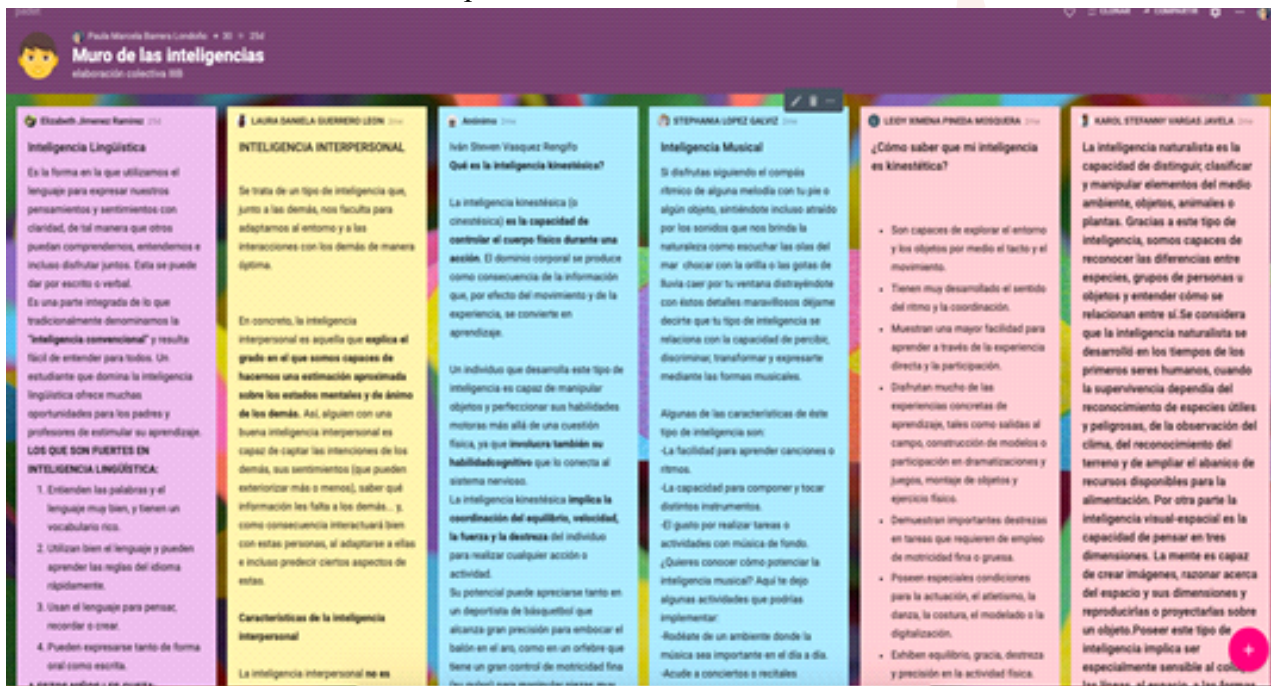 padlet
CLONAR COMPARTIR
Paula Marcela Barrera Londoño + 30 25d
Muro de las inteligencias
elaboración colectiva IIIB
Elizabeth Jimenez Ramirez 25d
Inteligencia Lingüística
Es la forma en la que utilizamos el
lenguaje para expresar nuestros
pensamientos y sentimientos con
claridad, de tal manera que otros
puedan comprendernos, entendernos e
incluso disfrutar juntos. Esta se puede
dar por escrito o verbal.
Es una parte integrada de lo que
tradicionalmente denominamos la
"inteligencia convencional" y resulta
fácil de entender para todos. Un
estudiante que domina la inteligencia
lingüística ofrece muchas
oportunidades para los padres y
profesores de estimular su aprendizaje.
LOS QUE SON FUERTES EN
INTELIGENCIA LINGÜÍSTICA:
1. Entienden las palabras y el
lenguaje muy bien, y tienen un
vocabulario rico.
2. Utilizan bien el lenguaje y pueden
aprender las reglas del idioma
rápidamente.
3. Usan el lenguaje para pensar,
recordar o crear.
4. Pueden expresarse tanto de forma
oral como escrita.
LAURA DANIELA GUERRERO LEON 2me
INTELIGENCIA INTERPERSONAL
Se trata de un tipo de inteligencia que,
junto a las demás, nos faculta para
adaptarnos al entorno y a las
interacciones con los demás de manera
óptima.
En concreto, la inteligencia
interpersonal es aquella que explica el
grado en el que somos capaces de
hacernos una estimación aproximada
sobre los estados mentales y de ánimo
de los demás. Así, alguien con una
buena inteligencia interpersonal es
capaz de captar las intenciones de los
demás, sus sentimientos (que pueden
exteriorizar más o menos), saber qué
información les falta a los demás... y,
como consecuencia interactuará bien
con estas personas, al adaptarse a ellas
e incluso predecir ciertos aspectos de
estas.
Características de la inteligencia
interpersonal
La inteligencia interpersonal no es
Anónimo 2me
Iván Steven Vasquez Rengifo
Qué es la inteligencia kinesthésica?
La inteligencia kinesthésica (o
cinestésica) es la capacidad de
controlar el cuerpo físico durante una
acción. El dominio corporal se produce
como consecuencia de la información
que, por efecto del movimiento y de la
experiencia, se convierte en
aprendizaje.
Un individuo que desarrolla este tipo de
inteligencia es capaz de manipular
objetos y perfeccionar sus habilidades
motoras más allá de una cuestión
física, ya que involucra también su
habilidadcognitivo que lo conecta al
sistema nervioso.
La inteligencia kinesthésica implica la
coordinación del equilibrio, velocidad,
la fuerza y la destreza del individuo
para realizar cualquier acción o
actividad.
Su potencial puede apreciarse tanto en
un deportista de básquetbol que
alcanza gran precisión para embocar el
balón en el aro, como en un orfebre que
tiene un gran control de motricidad fina
(su pulso) para manipular piezas muy
STEPHANIA LOPEZ GALVIZ 2me
Inteligencia Musical
Si disfrutas siguiendo el compás
rítmico de alguna melodía con tu pie o
algún objeto, sintiéndote incluso atraído
por los sonidos que nos brinda la
naturaleza como escuchar las olas del
mar chocar con la orilla o las gotas de
lluvia caer por tu ventana distrayéndote
con éstos detalles maravillosos déjame
decirte que tu tipo de inteligencia se
relaciona con la capacidad de percibir,
discriminar, transformar y expresarte
mediante las formas musicales.
Algunas de las características de éste
tipo de inteligencia son:
-La facilidad para aprender canciones o
ritmos.
-La capacidad para componer y tocar
distintos instrumentos.
-El gusto por realizar tareas o
actividades con música de fondo.
¿Quieres conocer cómo potenciar la
inteligencia musical? Aquí te dejo
algunas actividades que podrías
implementar:
-Rodéate de un ambiente donde la
música sea importante en el día a día.
-Acude a conciertos o recitales
LEIDY XIMENA PINEDA MOSQUERA 2me
¿Cómo saber que mi inteligencia
es kinestética?
• Son capaces de explorar el entorno
y los objetos por medio el tacto y el
movimiento.
• Tienen muy desarrollado el sentido
del ritmo y la coordinación.
• Muestran una mayor facilidad para
aprender a través de la experiencia
directa y la participación.
• Disfrutan mucho de las
experiencias concretas de
aprendizaje, tales como salidas al
campo, construcción de modelos o
participación en dramatizaciones y
juegos, montaje de objetos y
ejercicio físico.
• Demuestran importantes destrezas
en tareas que requieren de empleo
de motricidad fina o gruesa.
• Poseen especiales condiciones
para la actuación, el atletismo, la
danza, la costura, el modelado o la
digitalización.
• Exhiben equilibrio, gracia, destreza
y precisión en la actividad física.
KAROL STEFANNY VARGAS JAVELA 2me
La inteligencia naturalista es la
capacidad de distinguir, clasificar
y manipular elementos del medio
ambiente, objetos, animales o
plantas. Gracias a este tipo de
inteligencia, somos capaces de
reconocer las diferencias entre
especies, grupos de personas u
objetos y entender cómo se
relacionan entre sí.Se considera
que la inteligencia naturalista se
desarrolló en los tiempos de los
primeros seres humanos, cuando
la supervivencia dependía del
reconocimiento de especies útiles
y peligrosas, de la observación del
clima, del reconocimiento del
terreno y de ampliar el abanico de
recursos disponibles para la
alimentación. Por otra parte la
inteligencia visual-espacial es la
capacidad de pensar en tres
dimensiones. La mente es capaz
de crear imágenes, razonar acerca
del espacio y sus dimensiones y
reproducirlas o proyectarlas sobre
un objeto.Poseer este tipo de
inteligencia implica ser
especialmente sensible al